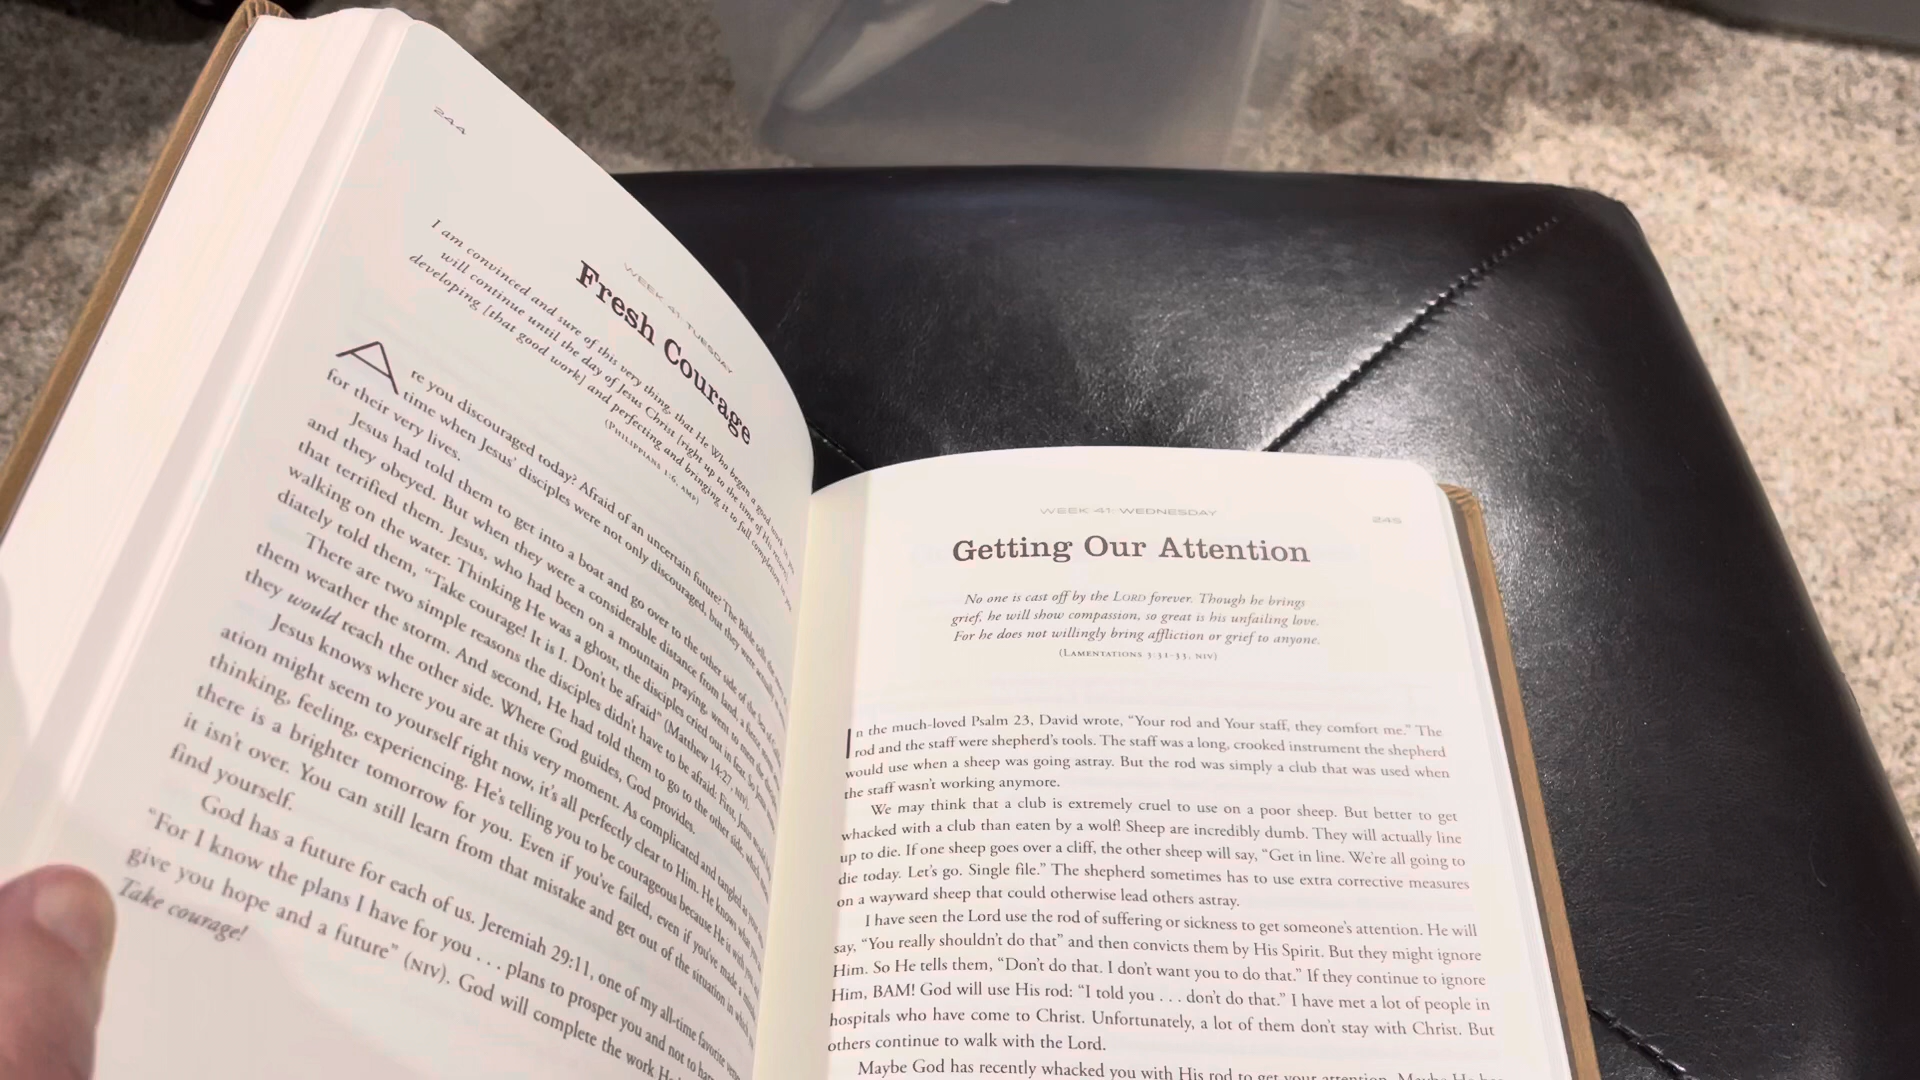 244
WEEK 41: TUESDAY
Fresh Courage
I am convinced and sure of this very thing, that He Who began a good work in
will continue until the day of Jesus Christ [right up to the time of His return],
developing [that good work] and perfecting and bringing it to full completion
(PHILIPPIANS 1:6, AMP)
Are you discouraged today? Afraid of an uncertain future? The Bible tells
time when Jesus' disciples were not only discouraged, but they were
for their very lives.
Jesus had told them to get into a boat and go over to the other side of the Sea of
and they obeyed. But when they were a considerable distance from land, a fierce
that terrified them. Jesus, who had been on a mountain praying, went to meet the
walking on the water. Thinking He was a ghost, the disciples cried out in fear. So Jesus
diately told them, “Take courage! It is I. Don't be afraid” (Matthew 14:27, NIV).
There are two simple reasons the disciples didn't have to be afraid: First, Jesus
them weather the storm. And second, He had told them to go to the other side, which
they would reach the other side. Where God guides, God provides.
Jesus knows where you are at this very moment. As complicated and tangled as your
ation might seem to yourself right now, it's all perfectly clear to Him. He knows what you
thinking, feeling, experiencing. He's telling you to be courageous because He is with you, and
there is a brighter tomorrow for you. Even if you've failed, even if you've made a
it isn't over. You can still learn from that mistake and get out of the situation in which
find yourself.
God has a future for each of us. Jeremiah 29:11, one of my all-time favorite
“For I know the plans I have for you . . . plans to prosper you and not to
give you hope and a future” (NIV). God will complete the work
Take courage!
WEEK 41: WEDNESDAY
245
Getting Our Attention
No one is cast off by the LORD forever. Though he brings
grief, he will show compassion, so great is his unfailing love.
For he does not willingly bring affliction or grief to anyone.
(LAMENTATIONS 3:31-33, NIV)
In the much-loved Psalm 23, David wrote, “Your rod and Your staff, they comfort me.” The
rod and the staff were shepherd's tools. The staff was a long, crooked instrument the shepherd
would use when a sheep was going astray. But the rod was simply a club that was used when
the staff wasn't working anymore.
We may think that a club is extremely cruel to use on a poor sheep. But better to get
whacked with a club than eaten by a wolf! Sheep are incredibly dumb. They will actually line
up to die. If one sheep goes over a cliff, the other sheep will say, “Get in line. We're all going to
die today. Let's go. Single file.” The shepherd sometimes has to use extra corrective measures
on a wayward sheep that could otherwise lead others astray.
I have seen the Lord use the rod of suffering or sickness to get someone's attention. He will
say, “You really shouldn't do that” and then convicts them by His Spirit. But they might ignore
Him. So He tells them, “Don't do that. I don't want you to do that.” If they continue to ignore
Him, BAM! God will use His rod: “I told you . . . don't do that.” I have met a lot of people in
hospitals who have come to Christ. Unfortunately, a lot of them don't stay with Christ. But
others continue to walk with the Lord.
Maybe God has recently whacked you with His rod to get your attention. Maybe He